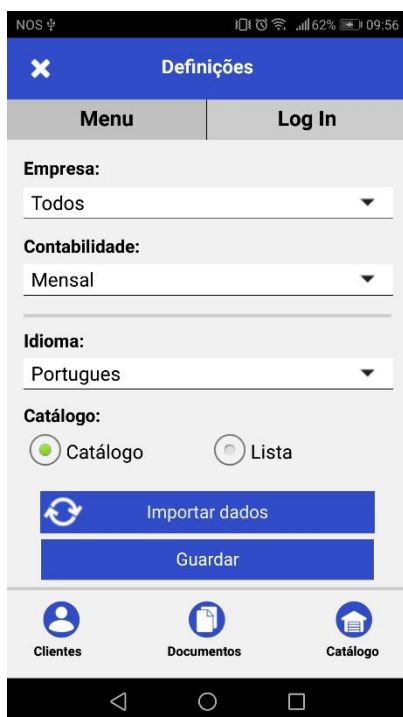 NOS 62% 09:56
Definições
Menu Log In
Empresa:
Todos
Contabilidade:
Mensal
Idioma:
Portugues
Catálogo:
Catálogo Lista
Importar dados
Guardar
Clientes Documentos Catálogo